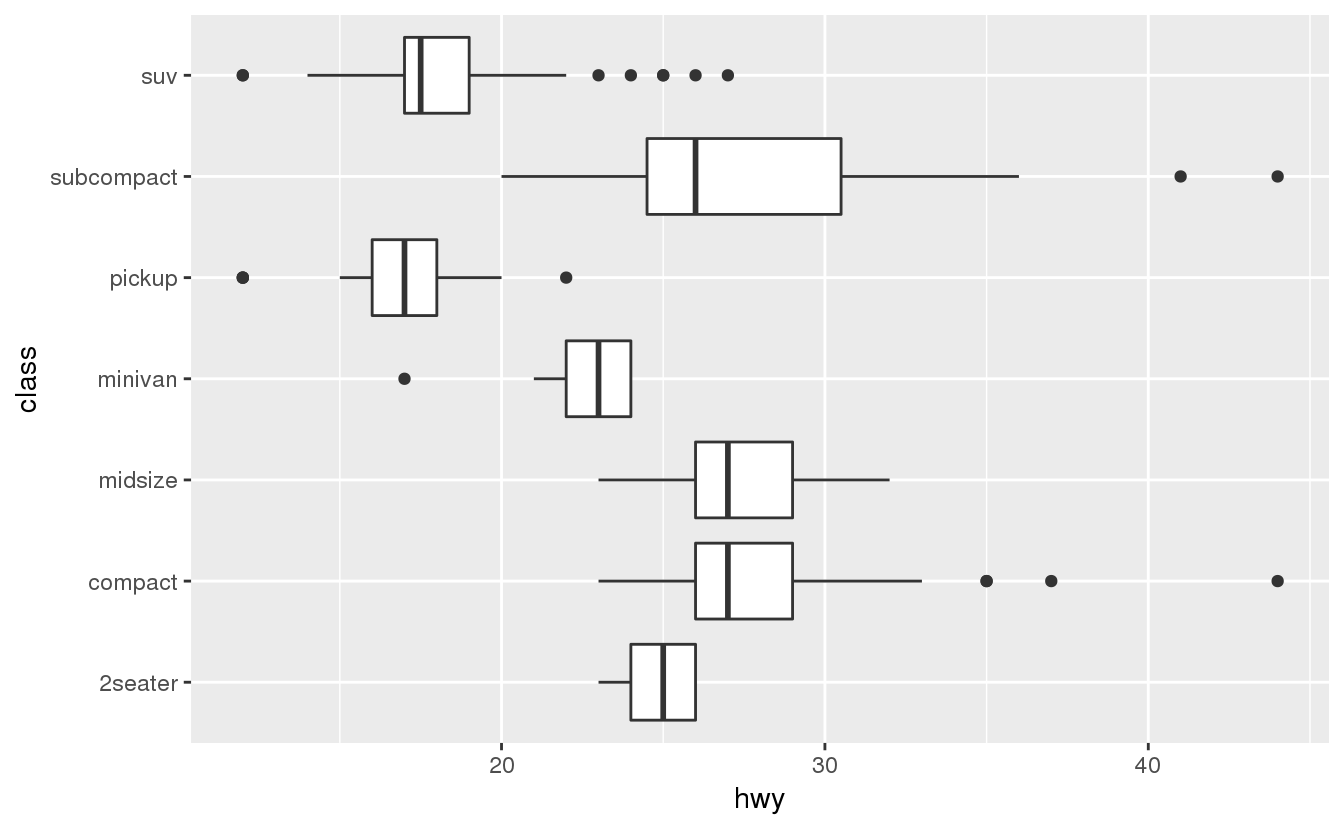 class
suv
subcompact
pickup
minivan
midsize
compact
2seater
20 30 40
hwy